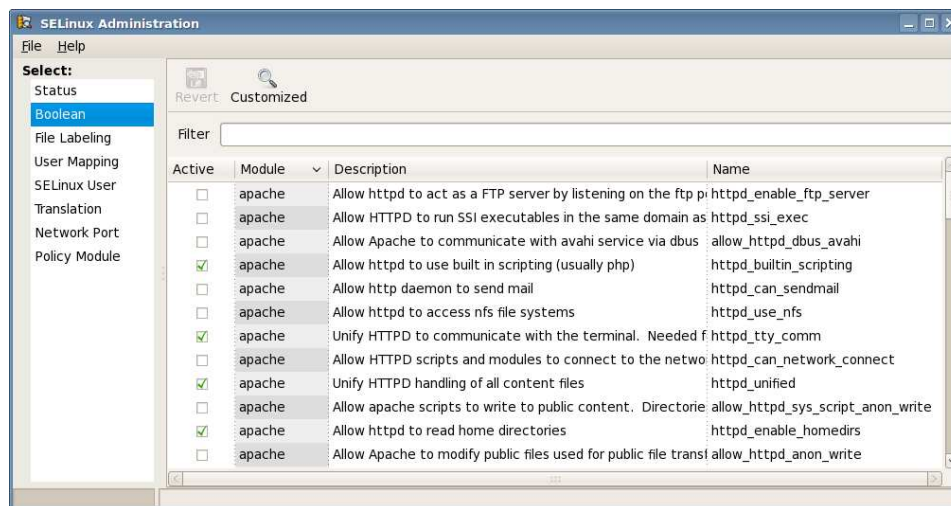 SELinux Administration
File Help
Select:
Status
Boolean
File Labeling
User Mapping
SELinux User
Translation
Network Port
Policy Module
Revert Customized
Filter
Active Module Description Name
apache Allow httpd to act as a FTP server by listening on the ftp p httpd_enable_ftp_server
apache Allow HTTPD to run SSI executables in the same domain as httpd_ssi_exec
apache Allow Apache to communicate with avahi service via dbus allow_httpd_dbus_avahi
apache Allow httpd to use built in scripting (usually php) httpd_builtin_scripting
apache Allow http daemon to send mail httpd_can_sendmail
apache Allow httpd to access nfs file systems httpd_use_nfs
apache Unify HTTPD to communicate with the terminal. Needed f httpd_tty_comm
apache Allow HTTPD scripts and modules to connect to the netwo httpd_can_network_connect
apache Unify HTTPD handling of all content files httpd_unified
apache Allow apache scripts to write to public content. Directorie allow_httpd_sys_script_anon_write
apache Allow httpd to read home directories httpd_enable_homedirs
apache Allow Apache to modify public files used for public file transf allow_httpd_anon_write